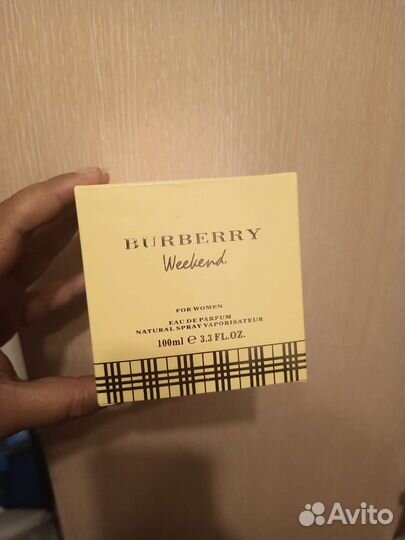 BURBERRY
Weekend
FOR WOMEN
EAU DE PARFUM
NATURAL SPRAY VAPORISATEUR
100ml ℮ 3.3 FL.OZ.
Avito